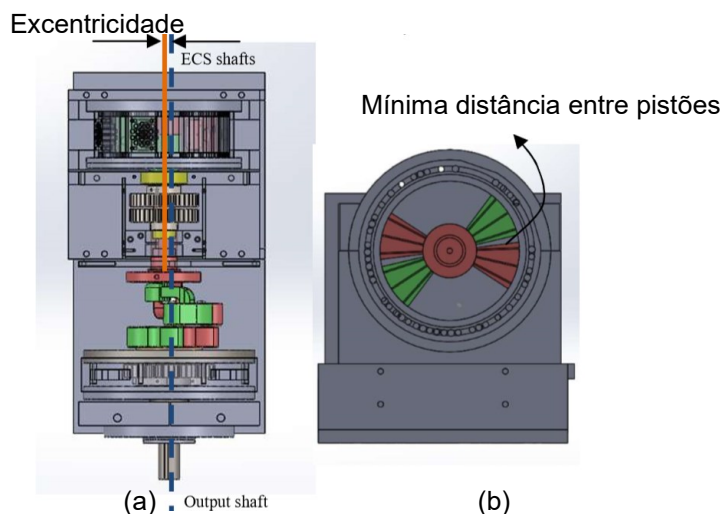 Excentricidade
ECS shafts
Mínima distância entre pistões
Output shaft
(a)
(b)